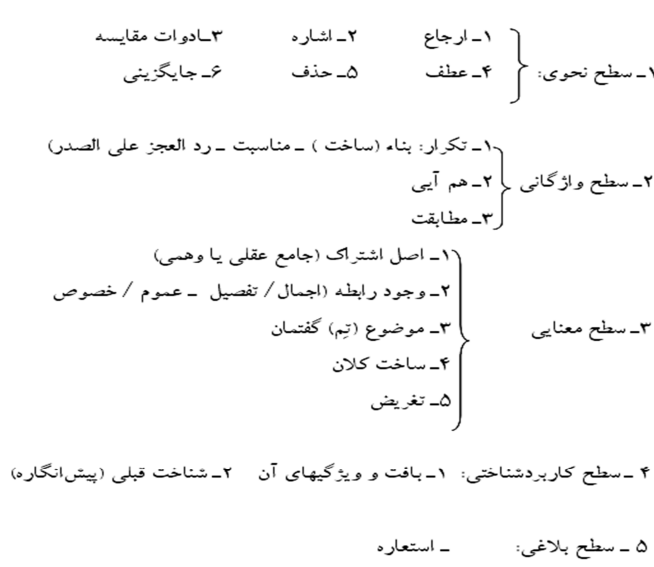 ۱ـ ارجاع ۲ـ اشاره ۳ـادوات مقایسه
۱ـ سطح نحوی:
۴ـ عطف ۵ـ حذف ۶ـ جایگزینی
۱ـ تکرار: بناء (ساخت ) ـ مناسبت ـ رد العجز علی الصدر)
۲ـ سطح واژگانی ۲ـ هم آیی
۳ـ مطابقت
۱ـ اصل اشتراک (جامع عقلی یا وهمی)
۲ـ وجود رابطه (اجمال/ تفصیل ـ عموم / خصوص
۳ـ سطح معنایی ۳ـ موضوع (تِم) گفتمان
۴ـ ساخت کلان
۵ـ تغریض
۴ ـ سطح کاربردشناختی: ۱ـ بافت و ویژگیهای آن ۲ـ شناخت قبلی (پیش‌انگاره)
۵ ـ سطح بلاغی: ـ استعاره